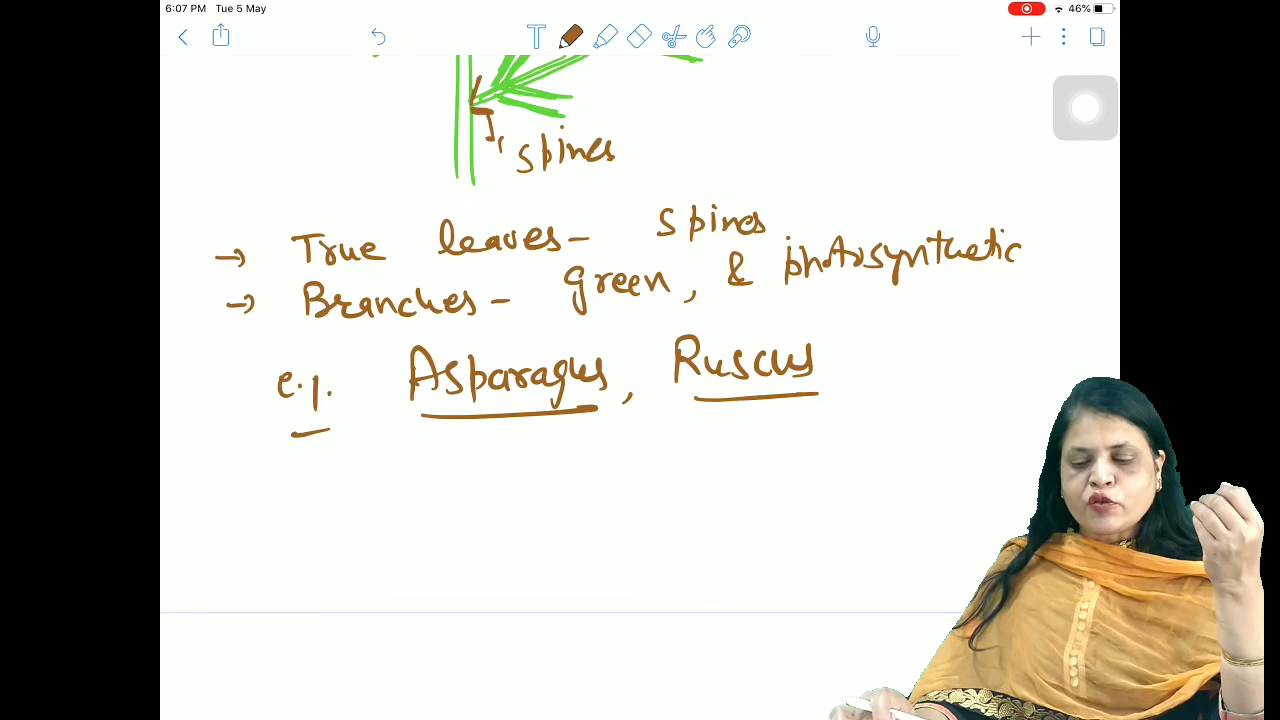 6:07 PM Tue 5 May
46%
T
spines
→ True leaves - spines
→ Branches - Green, & photosynthetic
e.g. Asparagus, Ruscus